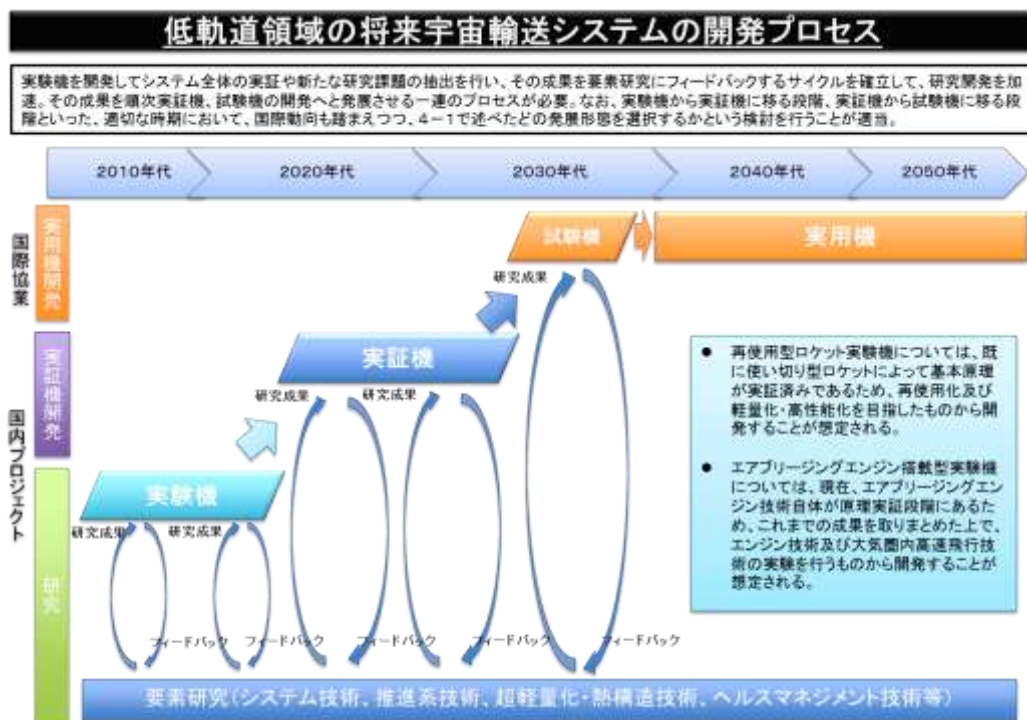 低軌道領域の将来宇宙輸送システムの開発プロセス
実験機を開発してシステム全体の実証や新たな研究課題の抽出を行い、その成果を要素研究にフィードバックするサイクルを確立して、研究開発を加
速。その成果を順次実証機、試験機の開発へと発展させる一連のプロセスが必要。なお、実験機から実証機に移る段階、実証機から試験機に移る段
階といった、適切な時期において、国際動向も踏まえつつ、4－1で述べたどの発展形態を選択するかという検討を行うことが適当。
2010年代
2020年代
2030年代
2040年代
2050年代
国際協業
実用機開発
試験機
実用機
研究成果
国内プロジェクト
実証機開発
実証機
研究成果
研究成果
研究
実験機
研究成果
研究成果
フィードバック
フィードバック
フィードバック
フィードバック
フィードバック
● 再使用型ロケット実験機については、既
に使い切り型ロケットによって基本原理
が実証済みであるため、再使用化及び
軽量化・高性能化を目指したものから開
発することが想定される。
● エアブリージングエンジン搭載型実験機
については、現在、エアブリージングエン
ジン技術自体が原理実証段階にあるた
め、これまでの成果を取りまとめた上で、
エンジン技術及び大気圏内高速飛行技
術の実験を行うものから開発することが
想定される。
要素研究（システム技術、推進系技術、超軽量化・熱構造技術、ヘルスマネジメント技術等）